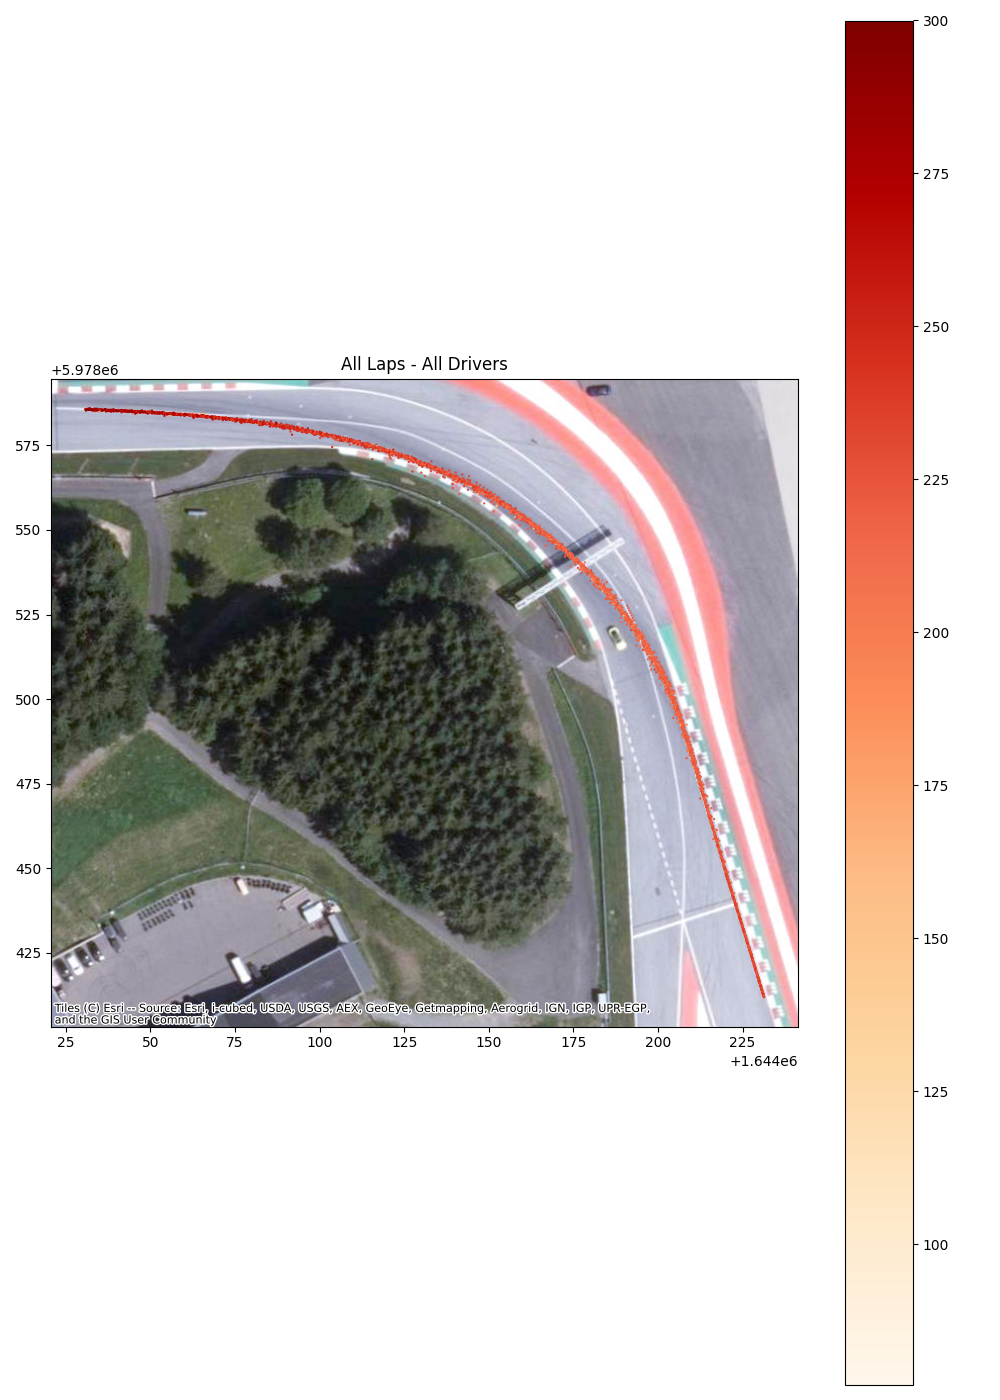 300
All Laps - All Drivers
+5.978e6
275
575
250
550
225
525
200
500
175
475
450
150
425
125
Tiles (C) Esri -- Source: Esri, i-cubed, USDA, USGS, AEX, GeoEye, Getmapping, Aerogrid, IGN, IGP, UPR-EGP,
and the GIS User Community
25 50 75 100 125 150 175 200 225
+1.644e6
100